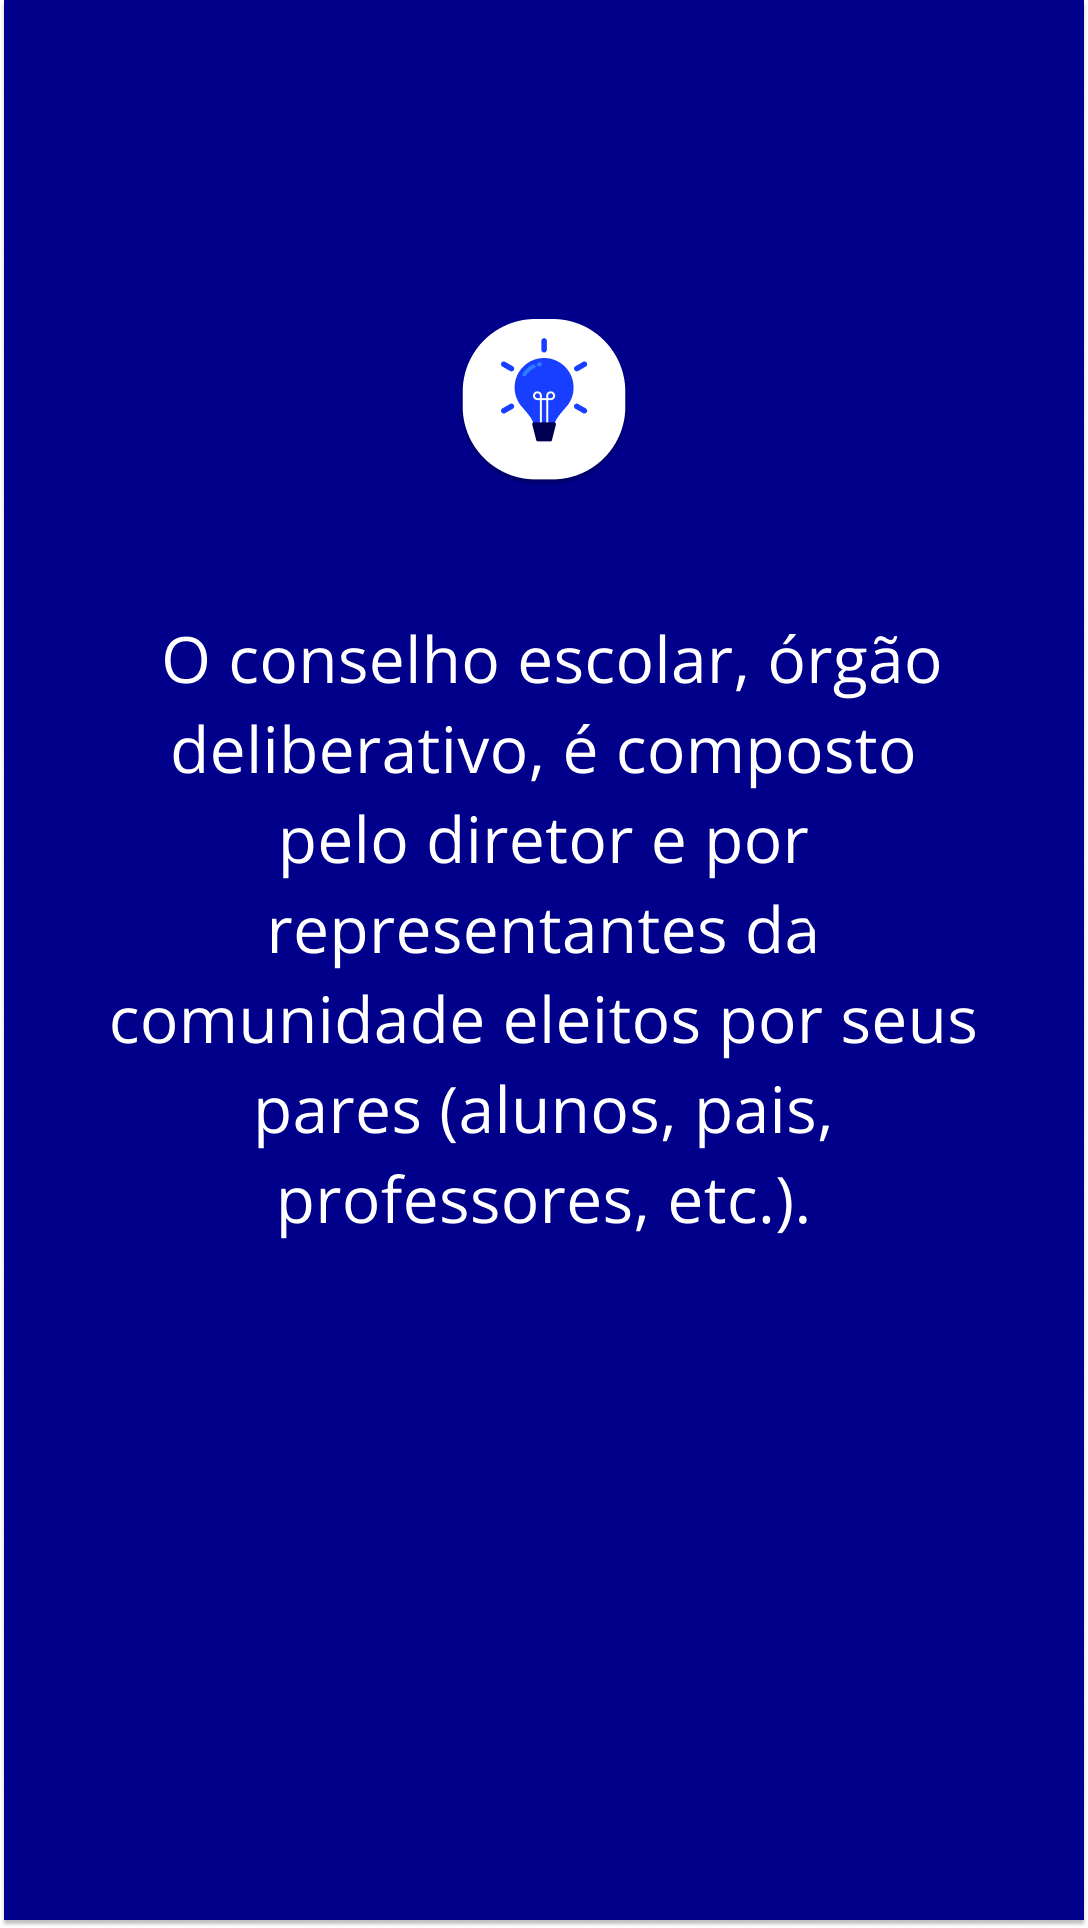 O conselho escolar, órgão
deliberativo, é composto
pelo diretor e por
representantes da
comunidade eleitos por seus
pares (alunos, pais,
professores, etc.).